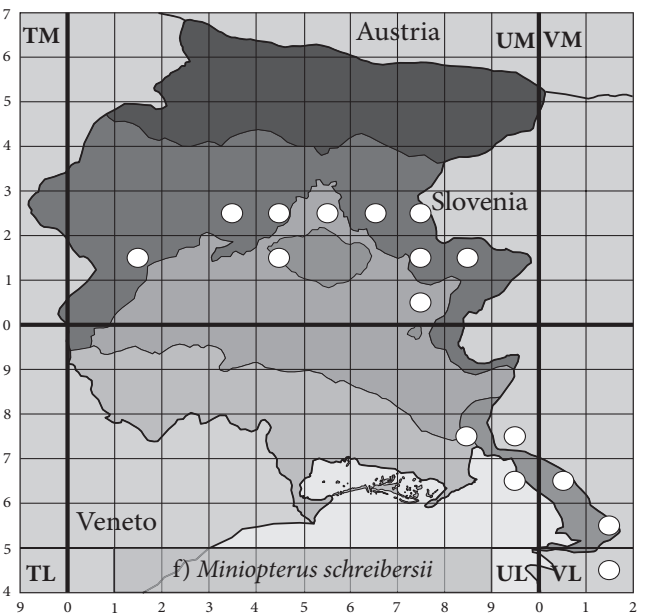 7
TM
Austria
UM
VM
6
5
4
3
Slovenia
2
1
0
9
8
7
6
Veneto
5
TL
f) Miniopterus schreibersii
UL
VL
4
9 0 1 2 3 4 5 6 7 8 9 0 1 2